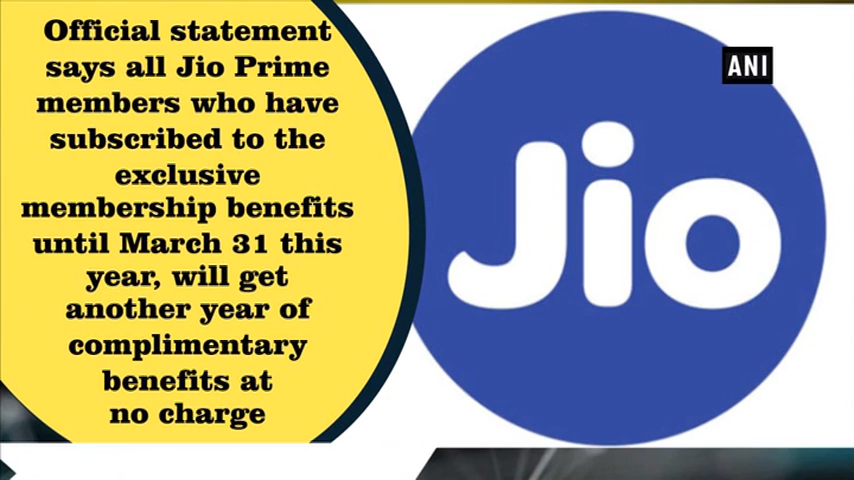 Official statement
says all Jio Prime
members who have
subscribed to the
exclusive
membership benefits
until March 31 this
year, will get
another year of
complimentary
benefits at
no charge
Jio
ANI